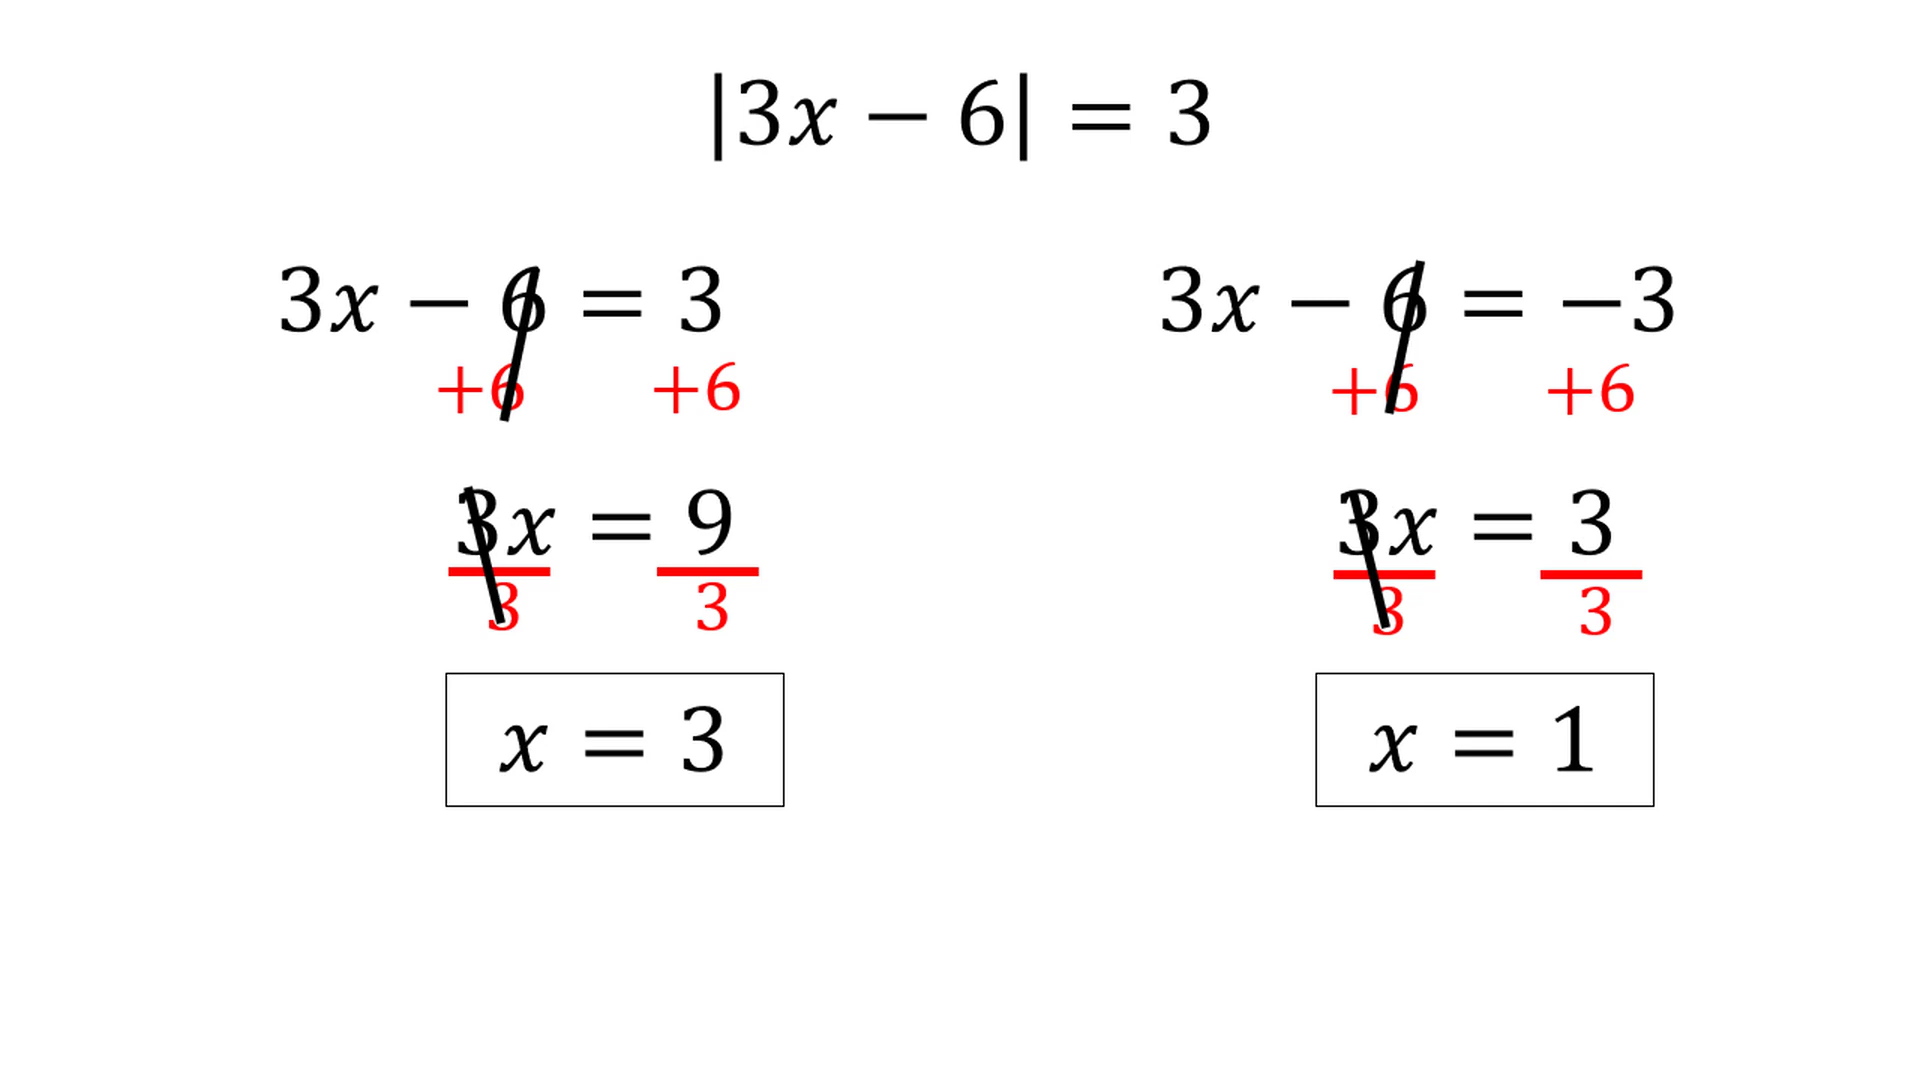 |3x − 6| = 3
3x − 6 = 3
+6 +6
3x = 9
3 3
x = 3
3x − 6 = −3
+6 +6
3x = 3
3 3
x = 1